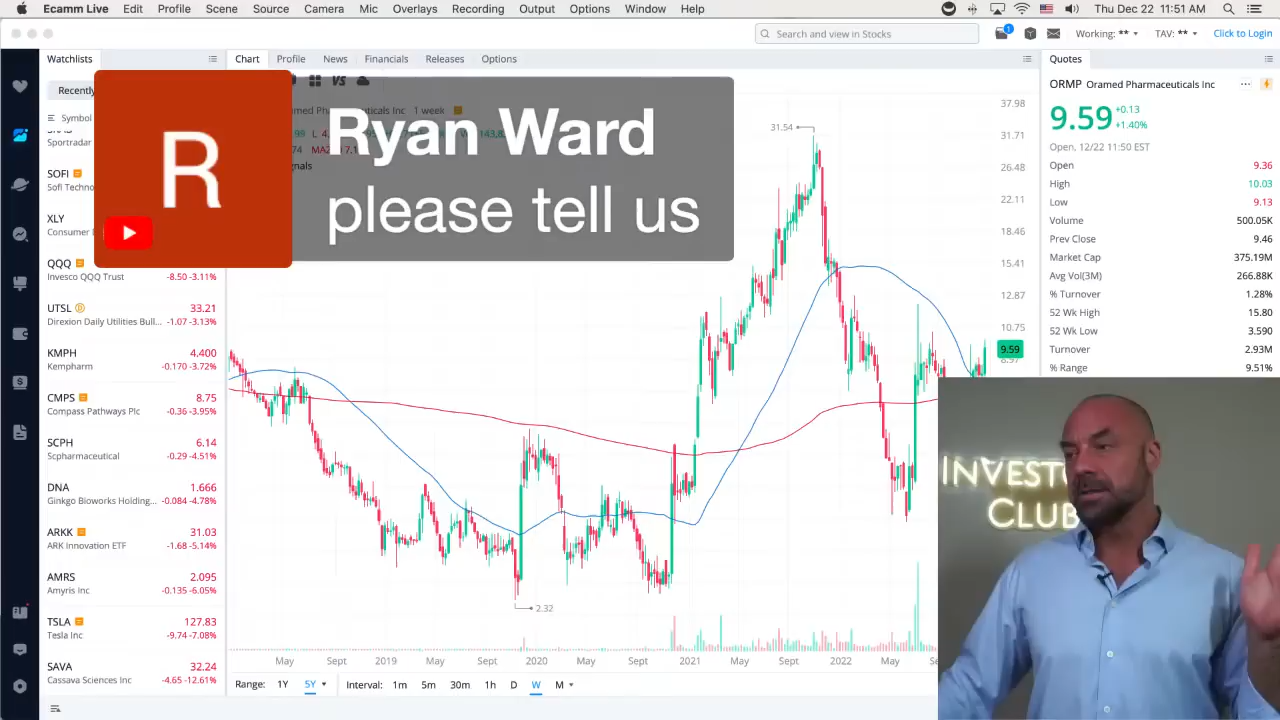 Ecamm Live Edit Profile Scene Source Camera Mic Overlays Recording Output Options Window Help Thu Dec 22 11:51 AM
Search and view in Stocks 1 Working: ** TAV: ** Click to Login
Watchlists Chart Profile News Financials Releases Options Quotes
Recently
Symbol
Sportradar
SOFI
Sofi Techno
XLY
Consumer
QQQ
Invesco QQQ Trust -8.50 -3.11%
UTSL 33.21
Direxion Daily Utilities Bull... -1.07 -3.13%
KMPH 4.400
Kempharm -0.170 -3.72%
CMPS 8.75
Compass Pathways Plc -0.36 -3.95%
SCPH 6.14
Scpharmaceutical -0.29 -4.51%
DNA 1.666
Ginkgo Bioworks Holding... -0.084 -4.78%
ARKK 31.03
ARK innovation ETF -1.68 -5.14%
AMRS 2.095
Amyris Inc -0.135 -6.05%
TSLA 127.83
Tesla Inc -9.74 -7.08%
SAVA 32.24
Cassava Sciences Inc -4.65 -12.61%
R
Ryan Ward
please tell us
VS
1 week
31.54
2.32
37.98
31.71
26.48
22.11
18.46
15.41
12.87
10.75
9.59
May Sept 2019 May Sept 2020 May Sept 2021 May Sept 2022 May
Range: 1Y 5Y Interval: 1m 5m 30m 1h D W M
ORMP Oramed Pharmaceuticals Inc
9.59 +0.13
+1.40%
Open, 12/22 11:50 EST
Open 9.36
High 10.03
Low 9.13
Volume 500.05K
Prev Close 9.46
Market Cap 375.19M
Avg Vol(3M) 266.88K
% Turnover 1.28%
52 Wk High 15.80
52 Wk Low 3.590
Turnover 2.93M
% Range 9.51%
INVESTO
CLUB